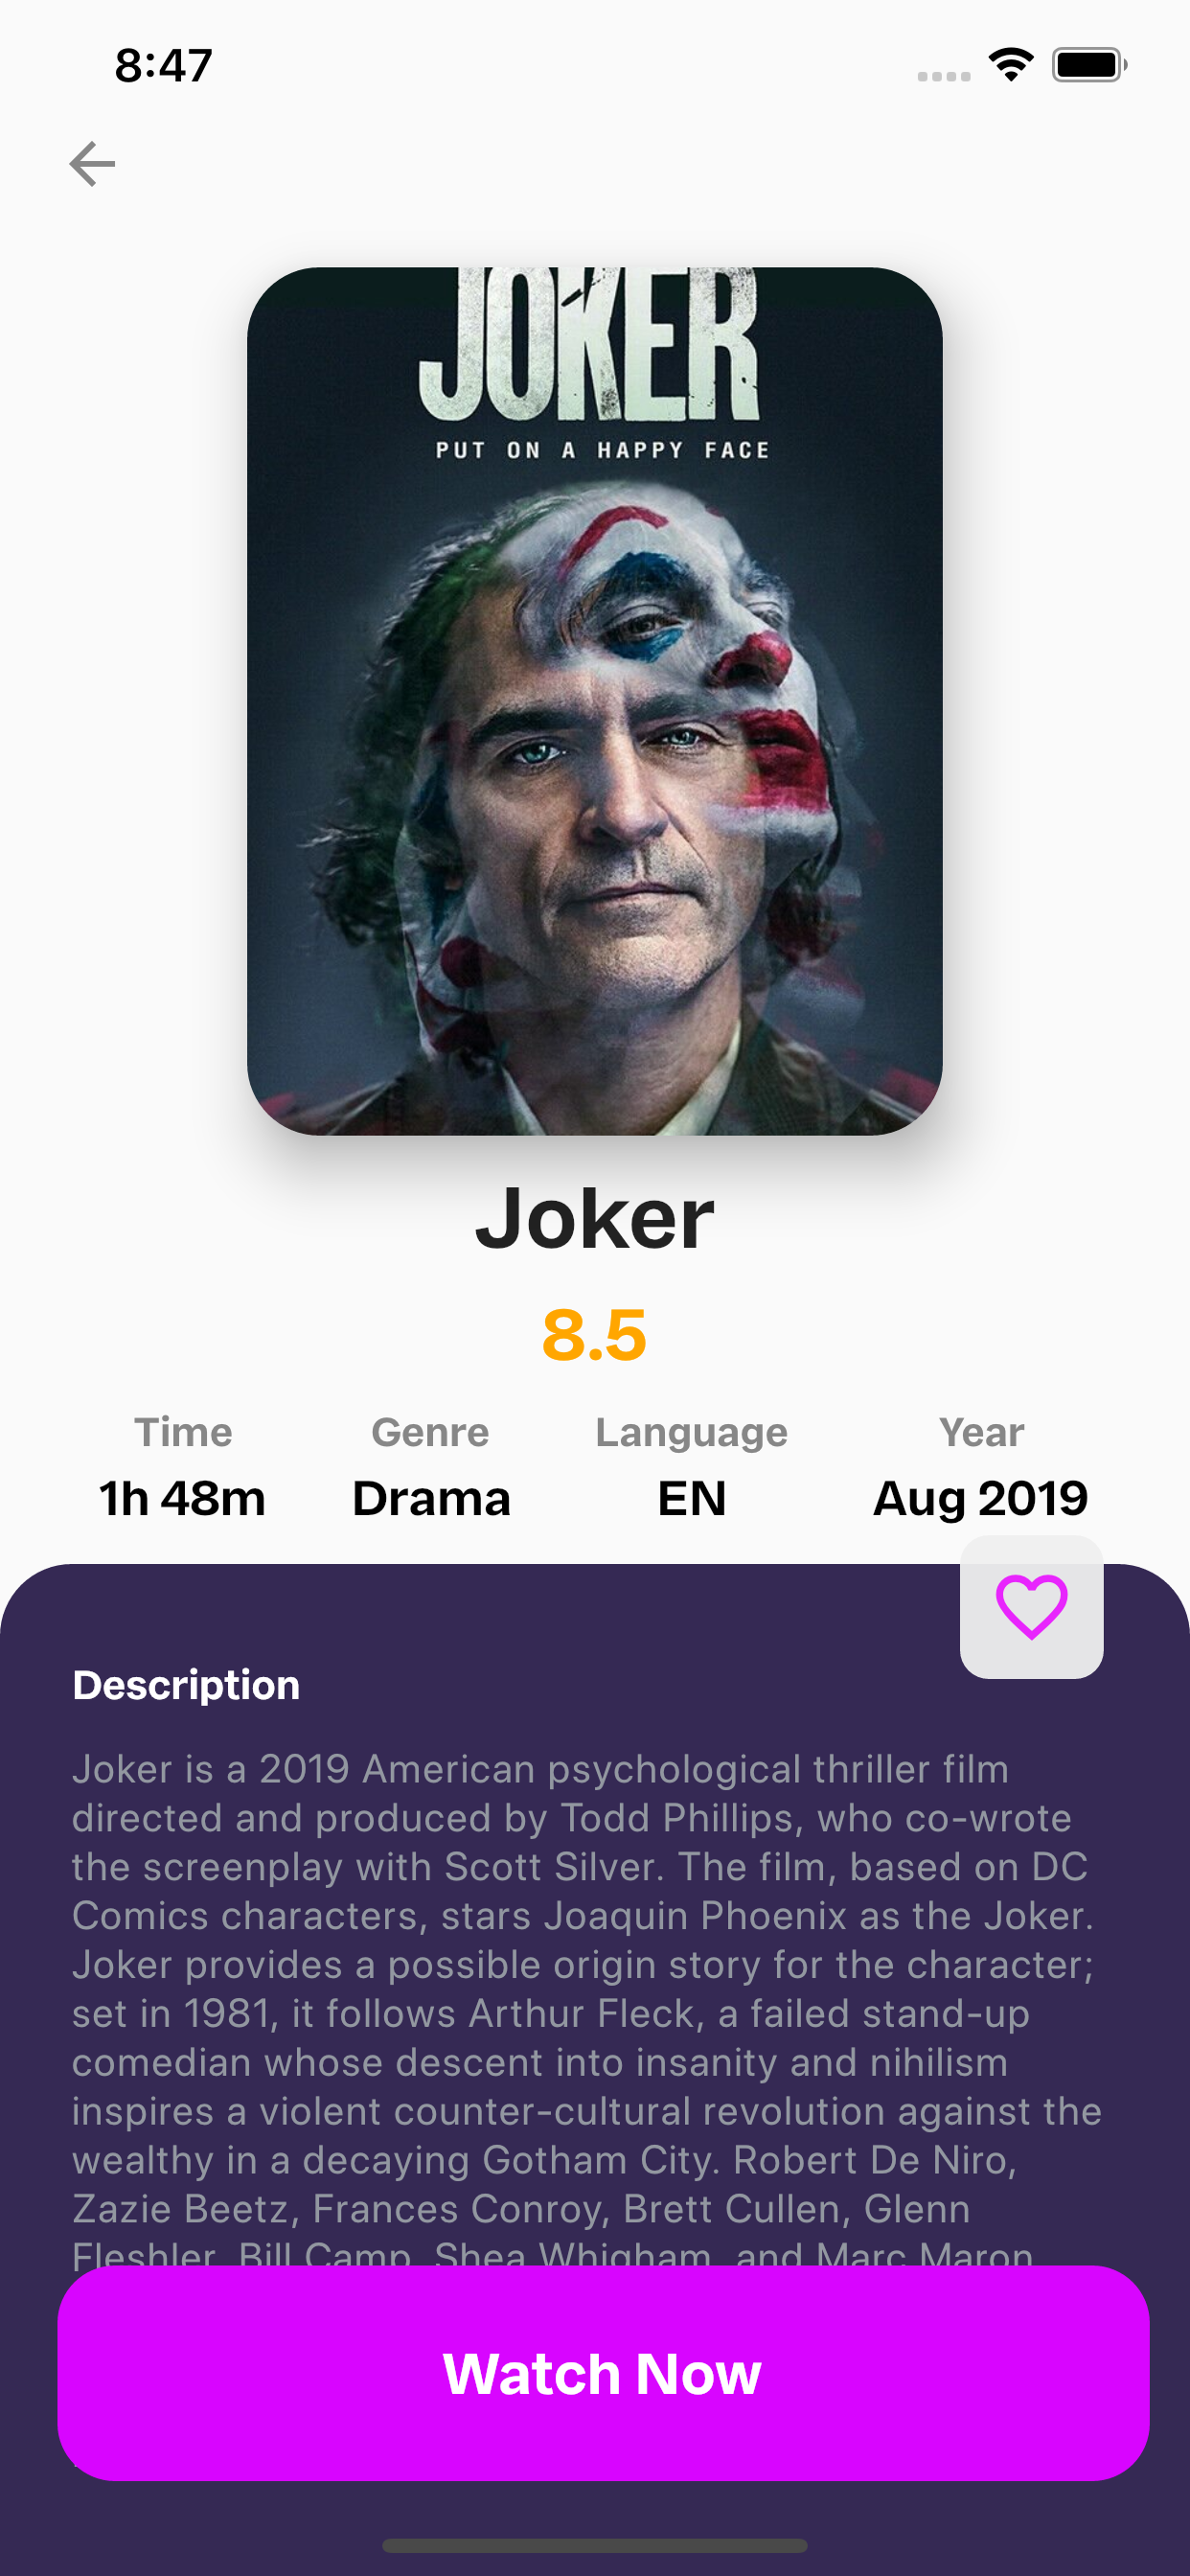 8:47
JOKER
PUT ON A HAPPY FACE
Joker
8.5
Time Genre Language Year
1h 48m Drama EN Aug 2019
Description
Joker is a 2019 American psychological thriller film
directed and produced by Todd Phillips, who co-wrote
the screenplay with Scott Silver. The film, based on DC
Comics characters, stars Joaquin Phoenix as the Joker.
Joker provides a possible origin story for the character;
set in 1981, it follows Arthur Fleck, a failed stand-up
comedian whose descent into insanity and nihilism
inspires a violent counter-cultural revolution against the
wealthy in a decaying Gotham City. Robert De Niro,
Zazie Beetz, Frances Conroy, Brett Cullen, Glenn
Fleshler, Bill Camp, Shea Whigham, and Marc Maron
Watch Now